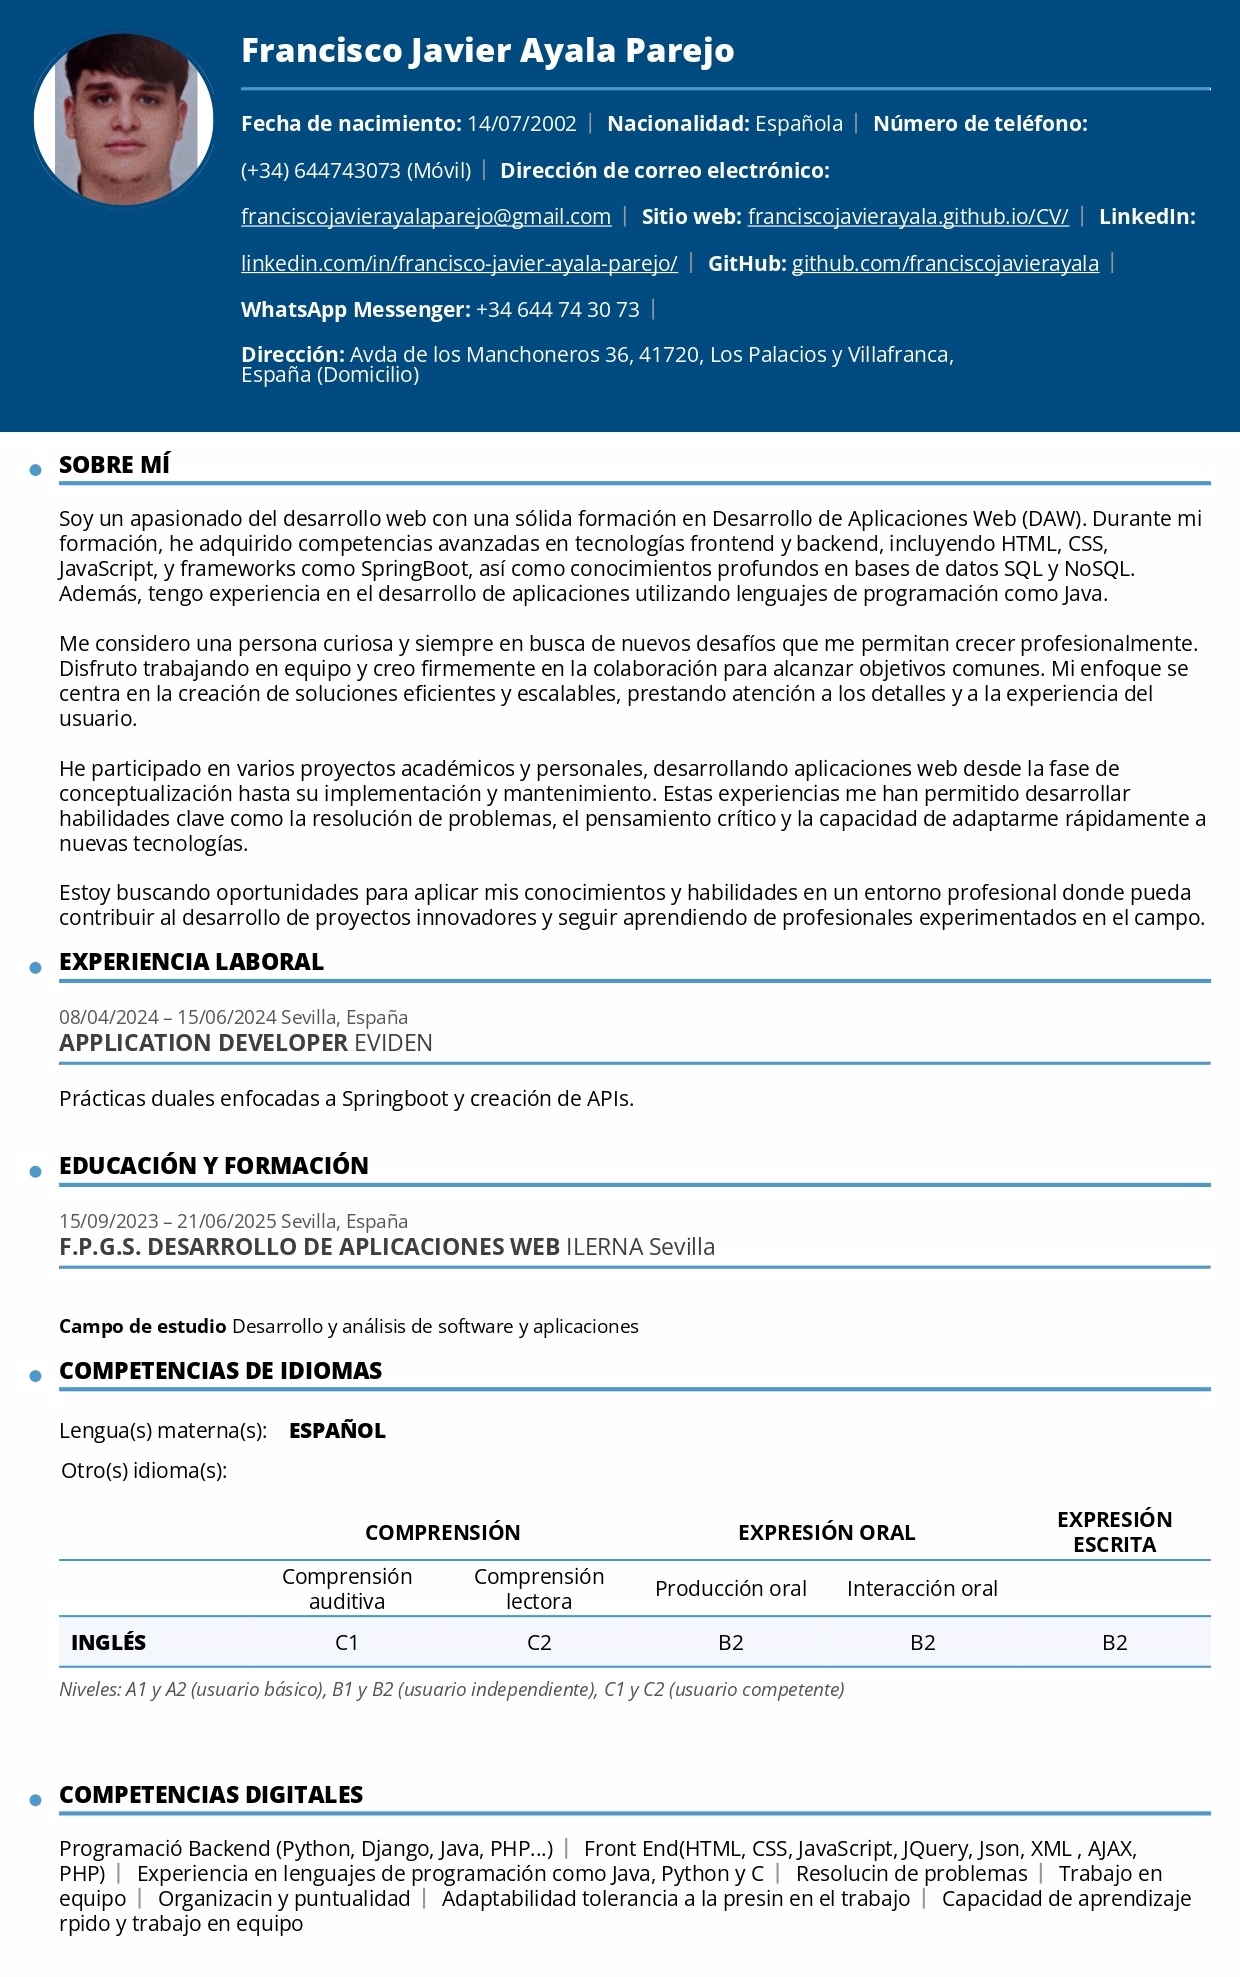 Francisco Javier Ayala Parejo
Fecha de nacimiento: 14/07/2002 | Nacionalidad: Española | Número de teléfono:
(+34) 644743073 (Móvil) | Dirección de correo electrónico:
franciscojavierayalaparejo@gmail.com | Sitio web: franciscojavierayala.github.io/CV/ | LinkedIn:
linkedin.com/in/francisco-javier-ayala-parejo/ | GitHub: github.com/franciscojavierayala |
WhatsApp Messenger: +34 644 74 30 73 |
Dirección: Avda de los Manchoneros 36, 41720, Los Palacios y Villafranca,
España (Domicilio)
SOBRE MÍ
Soy un apasionado del desarrollo web con una sólida formación en Desarrollo de Aplicaciones Web (DAW). Durante mi
formación, he adquirido competencias avanzadas en tecnologías frontend y backend, incluyendo HTML, CSS,
JavaScript, y frameworks como SpringBoot, así como conocimientos profundos en bases de datos SQL y NoSQL.
Además, tengo experiencia en el desarrollo de aplicaciones utilizando lenguajes de programación como Java.
Me considero una persona curiosa y siempre en busca de nuevos desafíos que me permitan crecer profesionalmente.
Disfruto trabajando en equipo y creo firmemente en la colaboración para alcanzar objetivos comunes. Mi enfoque se
centra en la creación de soluciones eficientes y escalables, prestando atención a los detalles y a la experiencia del
usuario.
He participado en varios proyectos académicos y personales, desarrollando aplicaciones web desde la fase de
conceptualización hasta su implementación y mantenimiento. Estas experiencias me han permitido desarrollar
habilidades clave como la resolución de problemas, el pensamiento crítico y la capacidad de adaptarme rápidamente a
nuevas tecnologías.
Estoy buscando oportunidades para aplicar mis conocimientos y habilidades en un entorno profesional donde pueda
contribuir al desarrollo de proyectos innovadores y seguir aprendiendo de profesionales experimentados en el campo.
EXPERIENCIA LABORAL
08/04/2024 – 15/06/2024 Sevilla, España
APPLICATION DEVELOPER EVIDEN
Prácticas duales enfocadas a Springboot y creación de APIs.
EDUCACIÓN Y FORMACIÓN
15/09/2023 – 21/06/2025 Sevilla, España
F.P.G.S. DESARROLLO DE APLICACIONES WEB ILERNA Sevilla
Campo de estudio Desarrollo y análisis de software y aplicaciones
COMPETENCIAS DE IDIOMAS
Lengua(s) materna(s): ESPAÑOL
Otro(s) idioma(s):
COMPRENSIÓN EXPRESIÓN ORAL EXPRESIÓN
ESCRITA
Comprensión auditiva Comprensión lectora Producción oral Interacción oral
INGLÉS C1 C2 B2 B2 B2
Niveles: A1 y A2 (usuario básico), B1 y B2 (usuario independiente), C1 y C2 (usuario competente)
COMPETENCIAS DIGITALES
Programació Backend (Python, Django, Java, PHP...) | Front End(HTML, CSS, JavaScript, JQuery, Json, XML , AJAX,
PHP) | Experiencia en lenguajes de programación como Java, Python y C | Resolucin de problemas | Trabajo en
equipo | Organizacin y puntualidad | Adaptabilidad tolerancia a la presin en el trabajo | Capacidad de aprendizaje
rpido y trabajo en equipo